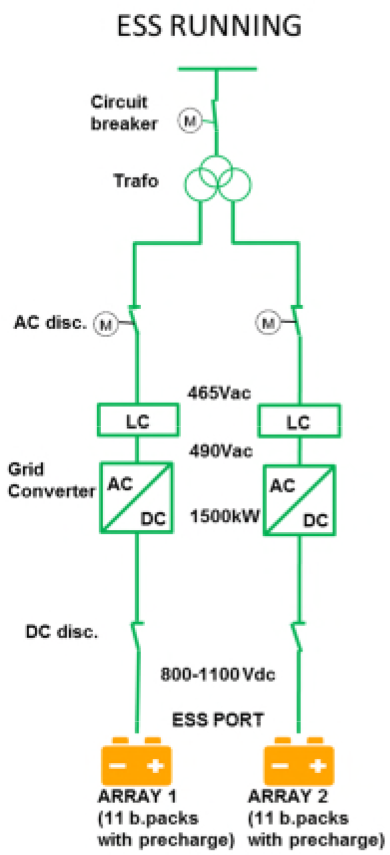 ESS RUNNING
Circuit
breaker
M
Trafo
AC disc.
M
M
465Vac
LC
LC
490Vac
Grid
Converter
AC
DC
1500kW
AC
DC
DC disc.
800-1100Vdc
ESS PORT
ARRAY 1
(11 b.packs
with precharge)
ARRAY 2
(11 b.packs
with precharge)